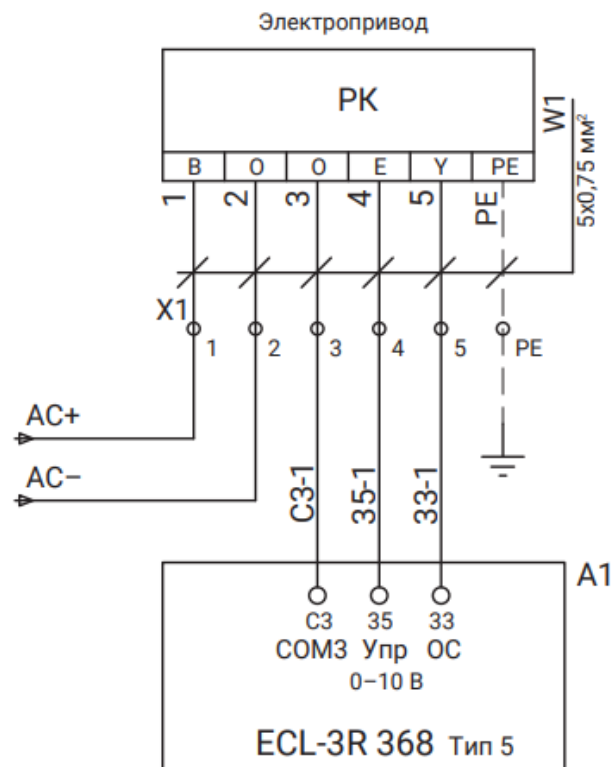 Электропривод
РК
W1
5x0,75 мм²
В О О Е Y PE
1 2 3 4 5 PE
X1
1 2 3 4 5 PE
AC+
AC–
C3-1 35-1 33-1
A1
C3 35 33
COM3 Упр ОС
0–10 В
ECL-3R 368 Тип 5